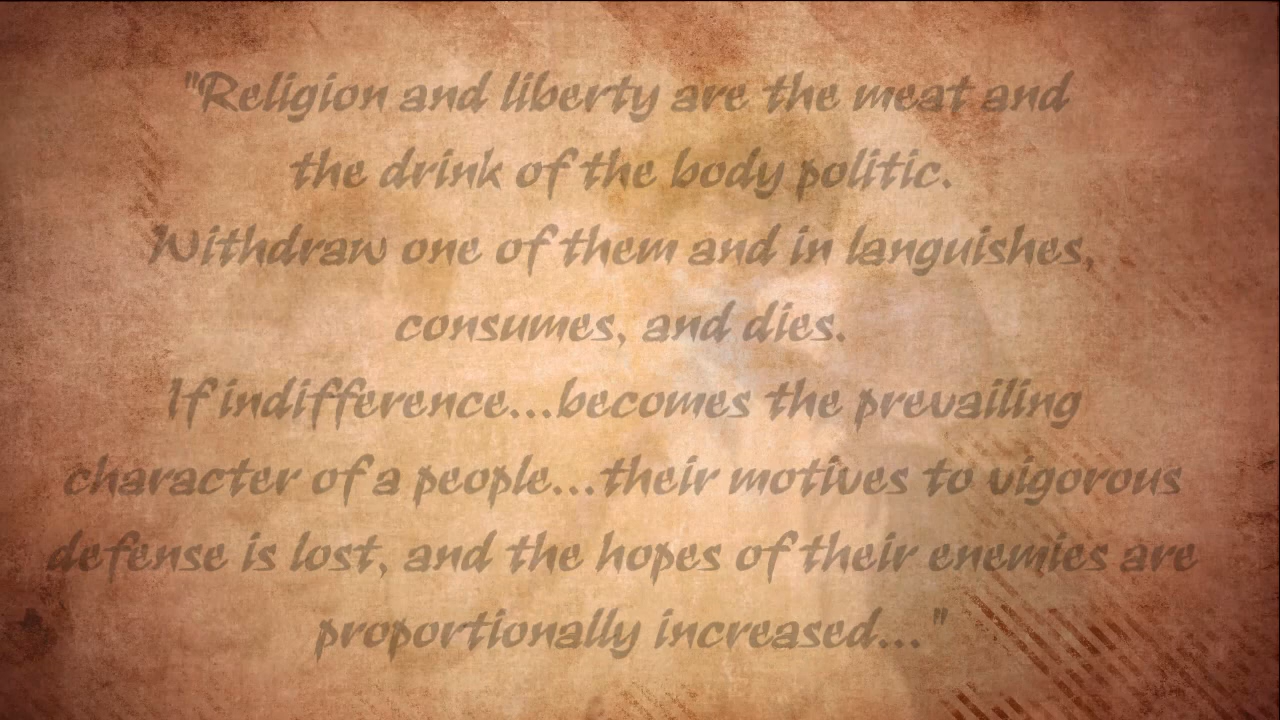 "Religion and liberty are the meat and
the drink of the body politic.
Withdraw one of them and in languishes,
consumes, and dies.
If indifference...becomes the prevailing
character of a people...their motives to vigorous
defense is lost, and the hopes of their enemies are
proportionally increased..."